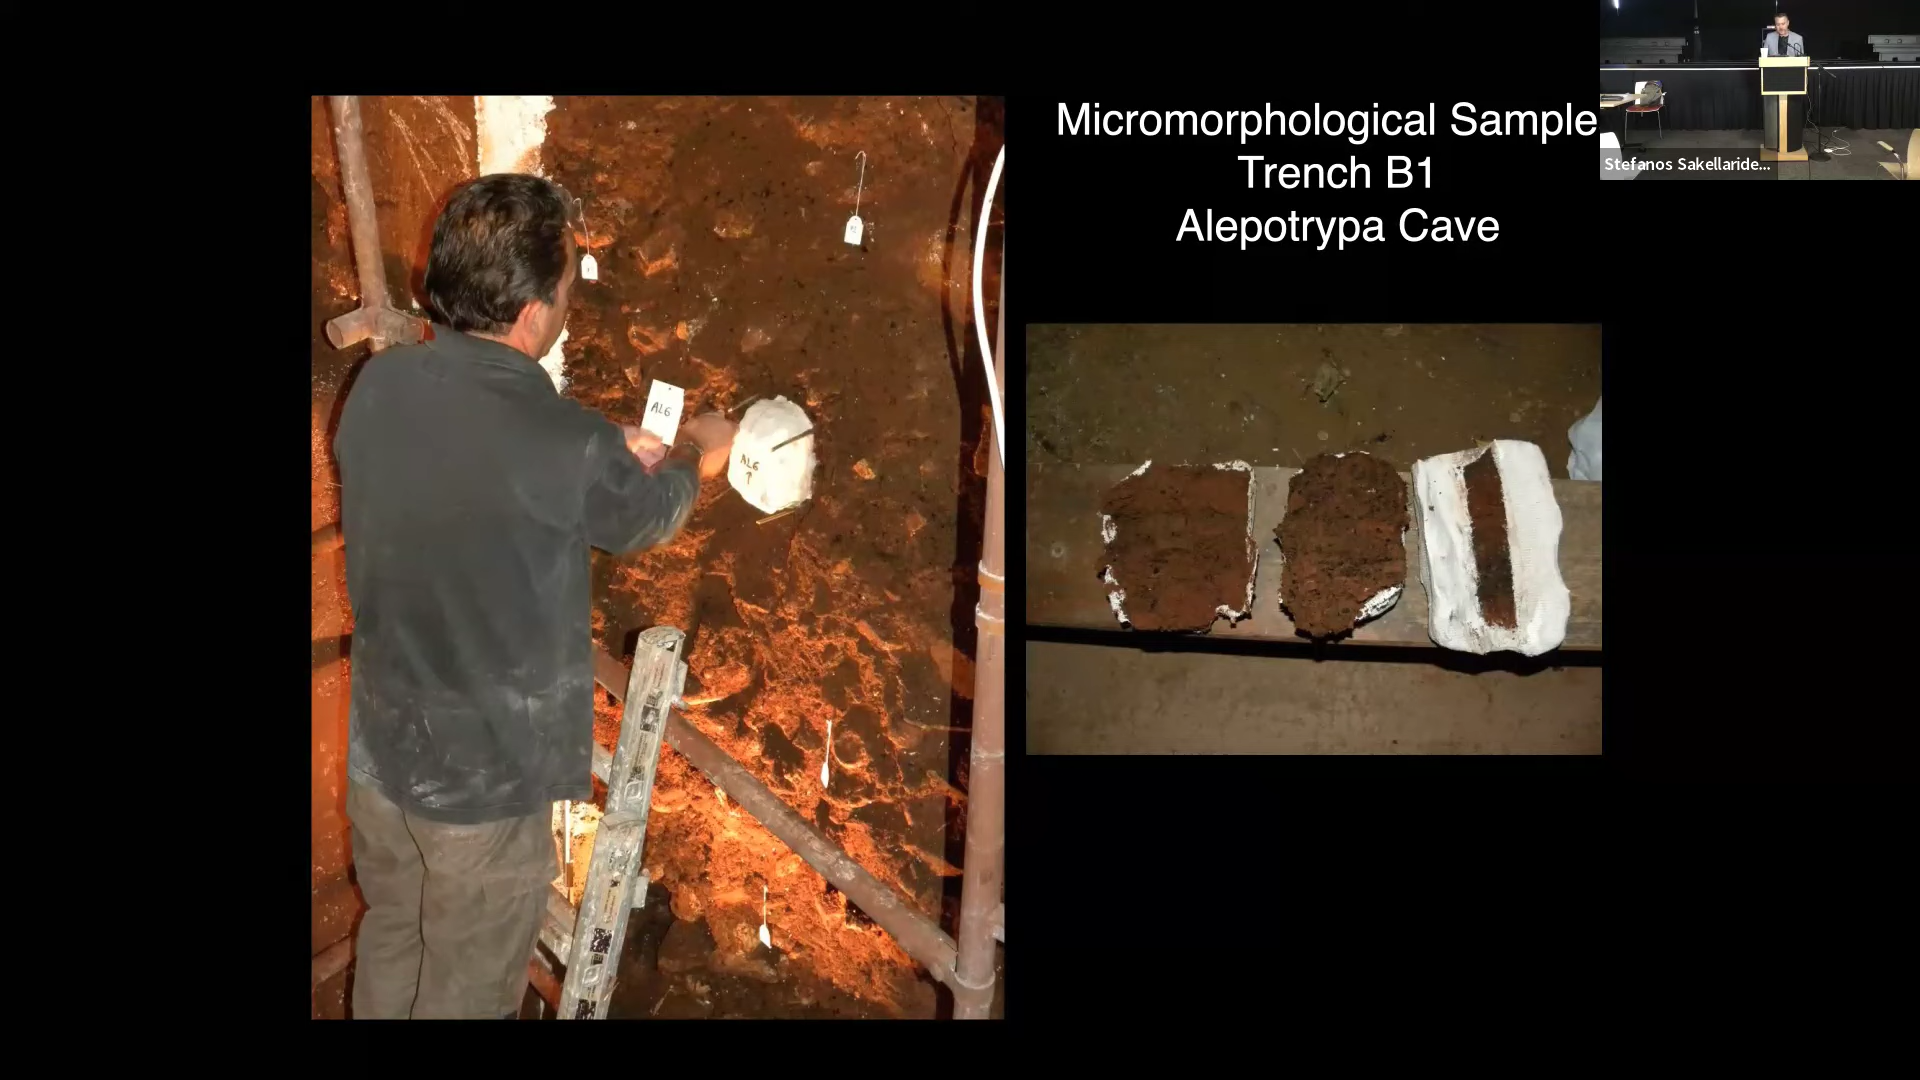 Micromorphological Sample
Trench B1
Alepotrypa Cave
Stefanos Sakellaride...
AL6
AL6